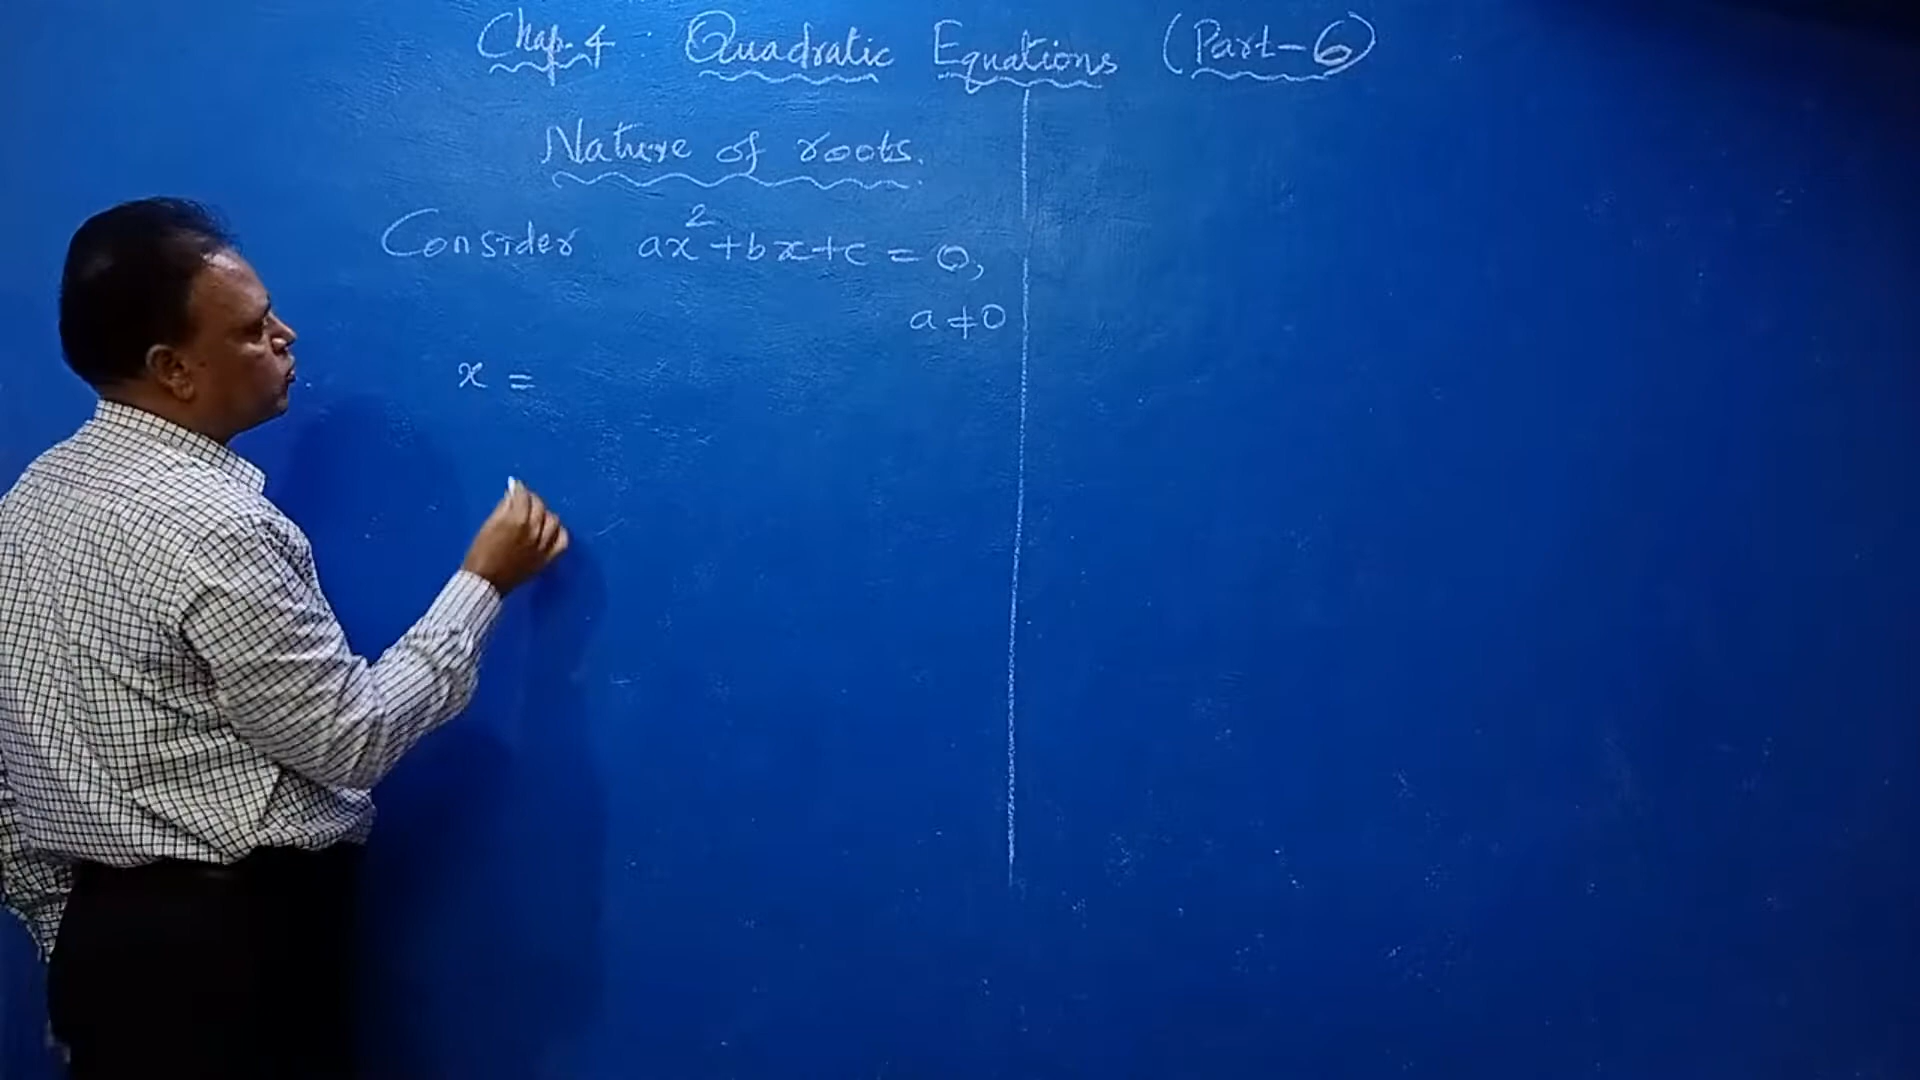 Chap. 4 : Quadratic Equations (Part-6)
Nature of roots.
Consider ax²+bx+c = 0,
a ≠ 0
x =